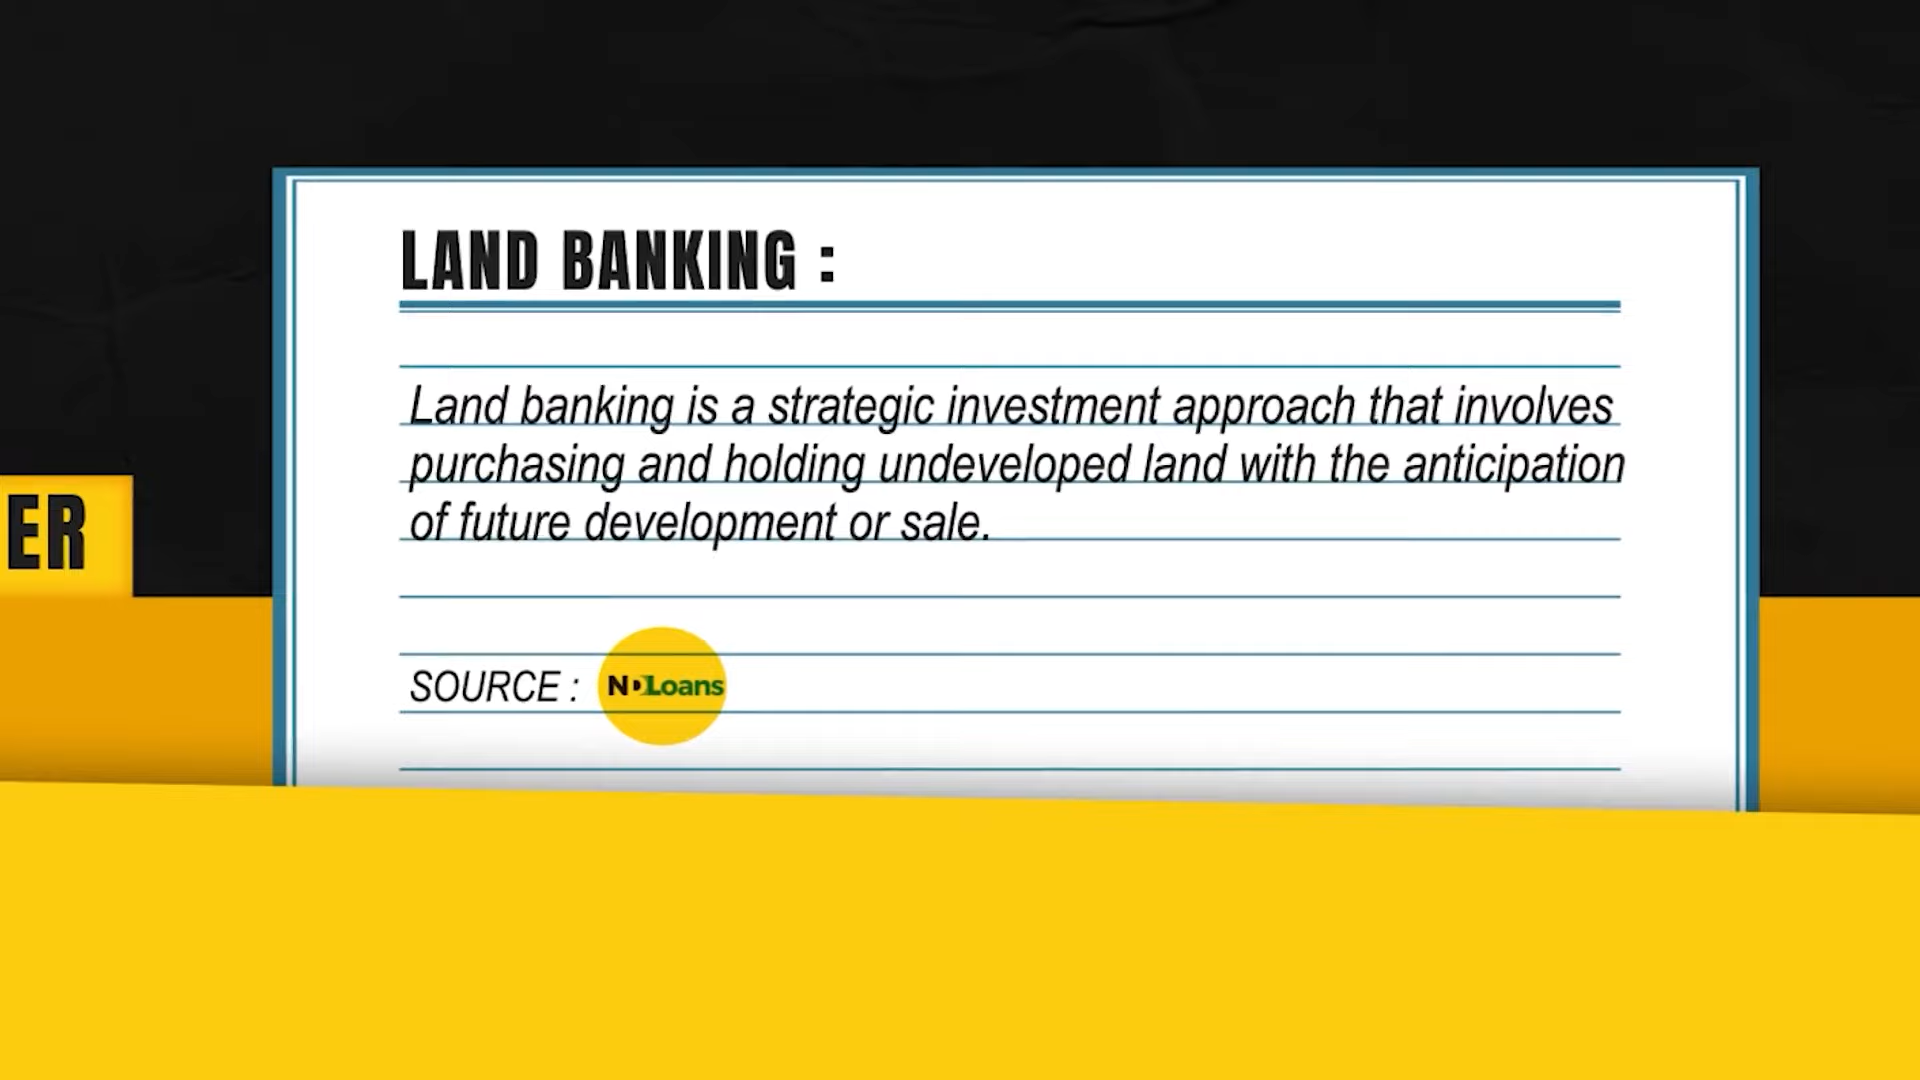 LAND BANKING :
Land banking is a strategic investment approach that involves
purchasing and holding undeveloped land with the anticipation
of future development or sale.
ER
SOURCE : NDLoans